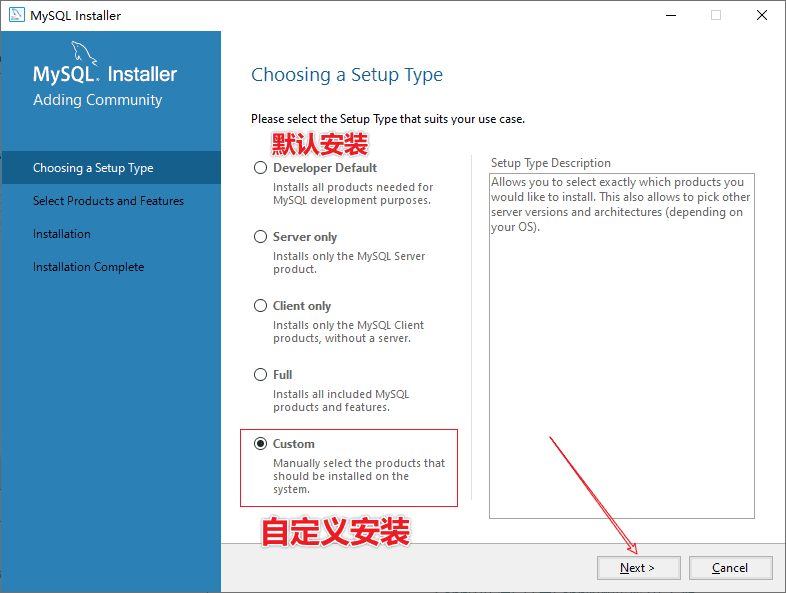 MySQL Installer
MySQL. Installer
Adding Community
Choosing a Setup Type
Select Products and Features
Installation
Installation Complete
Choosing a Setup Type
Please select the Setup Type that suits your use case.
默认安装
Developer Default
Installs all products needed for
MySQL development purposes.
Server only
Installs only the MySQL Server
product.
Client only
Installs only the MySQL Client
products, without a server.
Full
Installs all included MySQL
products and features.
Custom
Manually select the products that
should be installed on the
system.
自定义安装
Setup Type Description
Allows you to select exactly which products you
would like to install. This also allows to pick other
server versions and architectures (depending on
your OS).
Next >
Cancel